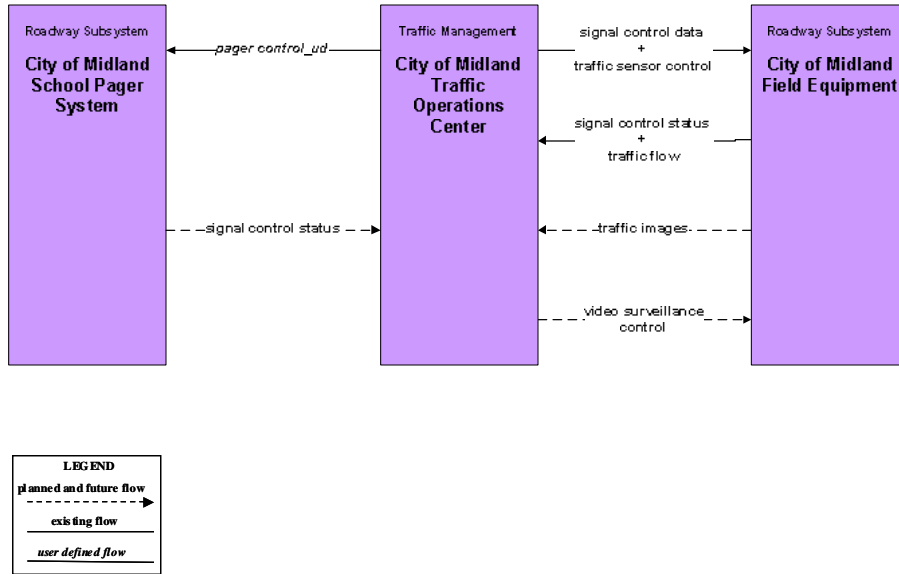 Roadway Subsystem
City of Midland
School Pager
System
pager control_ud
Traffic Management
City of Midland
Traffic
Operations
Center
signal control data
+
traffic sensor control
Roadway Subsystem
City of Midland
Field Equipment
signal control status
+
traffic flow
signal control status
traffic images
video surveillance
control
LEGEND
planned and future flow
existing flow
user defined flow